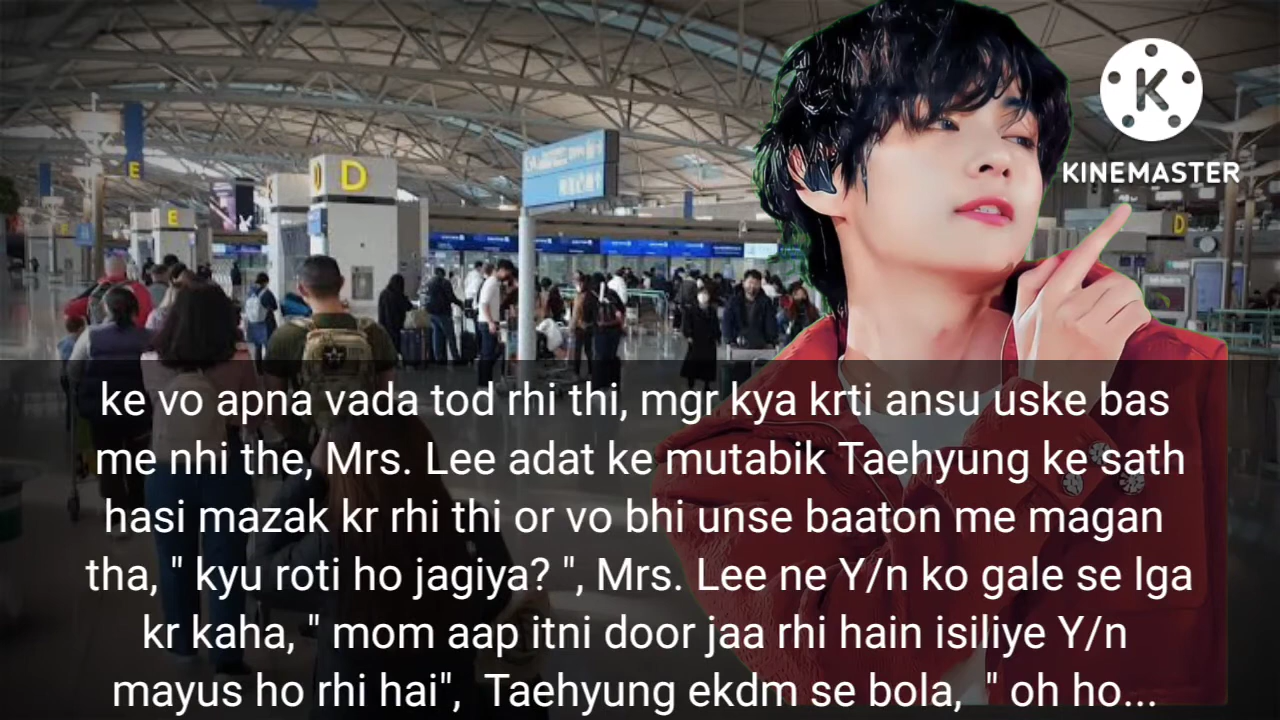 E
D
E
D
K
KINEMASTER
ke vo apna vada tod rhi thi, mgr kya krti ansu uske bas
me nhi the, Mrs. Lee adat ke mutabik Taehyung ke sath
hasi mazak kr rhi thi or vo bhi unse baaton me magan
tha, " kyu roti ho jagiya? ", Mrs. Lee ne Y/n ko gale se lga
kr kaha, " mom aap itni door jaa rhi hain isiliye Y/n
mayus ho rhi hai",  Taehyung ekdm se bola,  " oh ho...